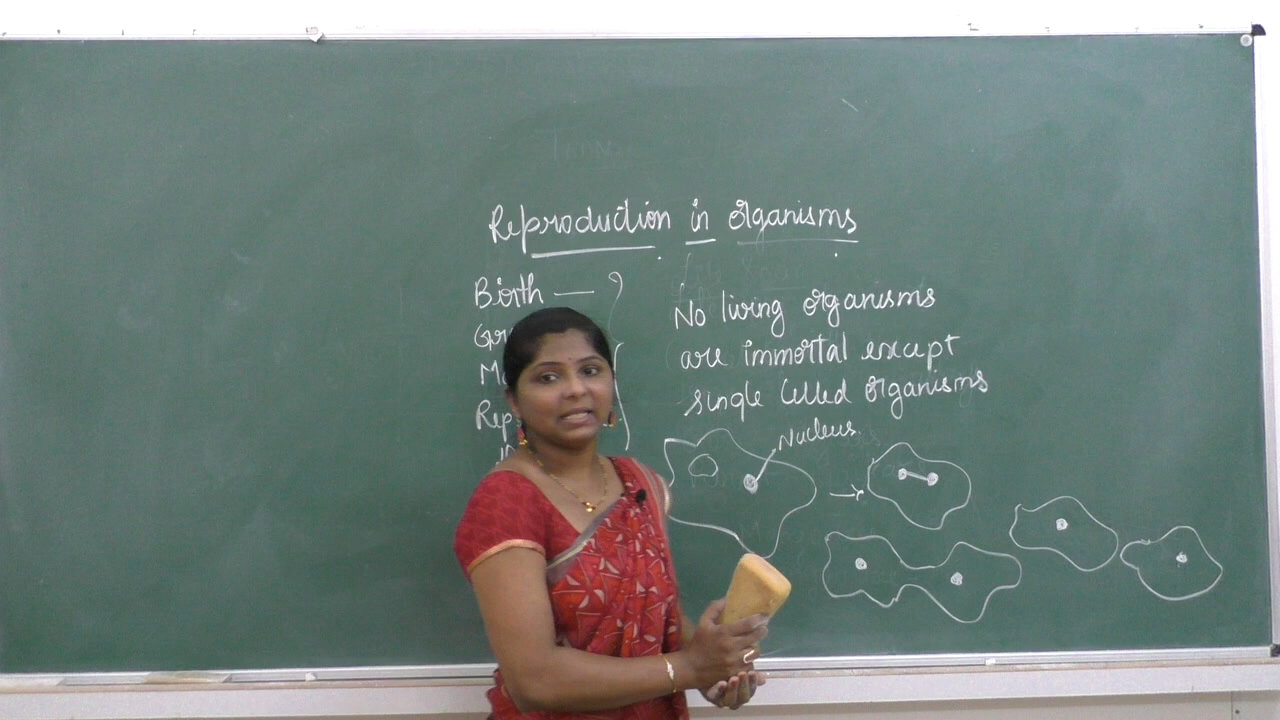 Reproduction in organisms
Birth —
No living organisms
are immortal except
single celled organisms
Nucleus